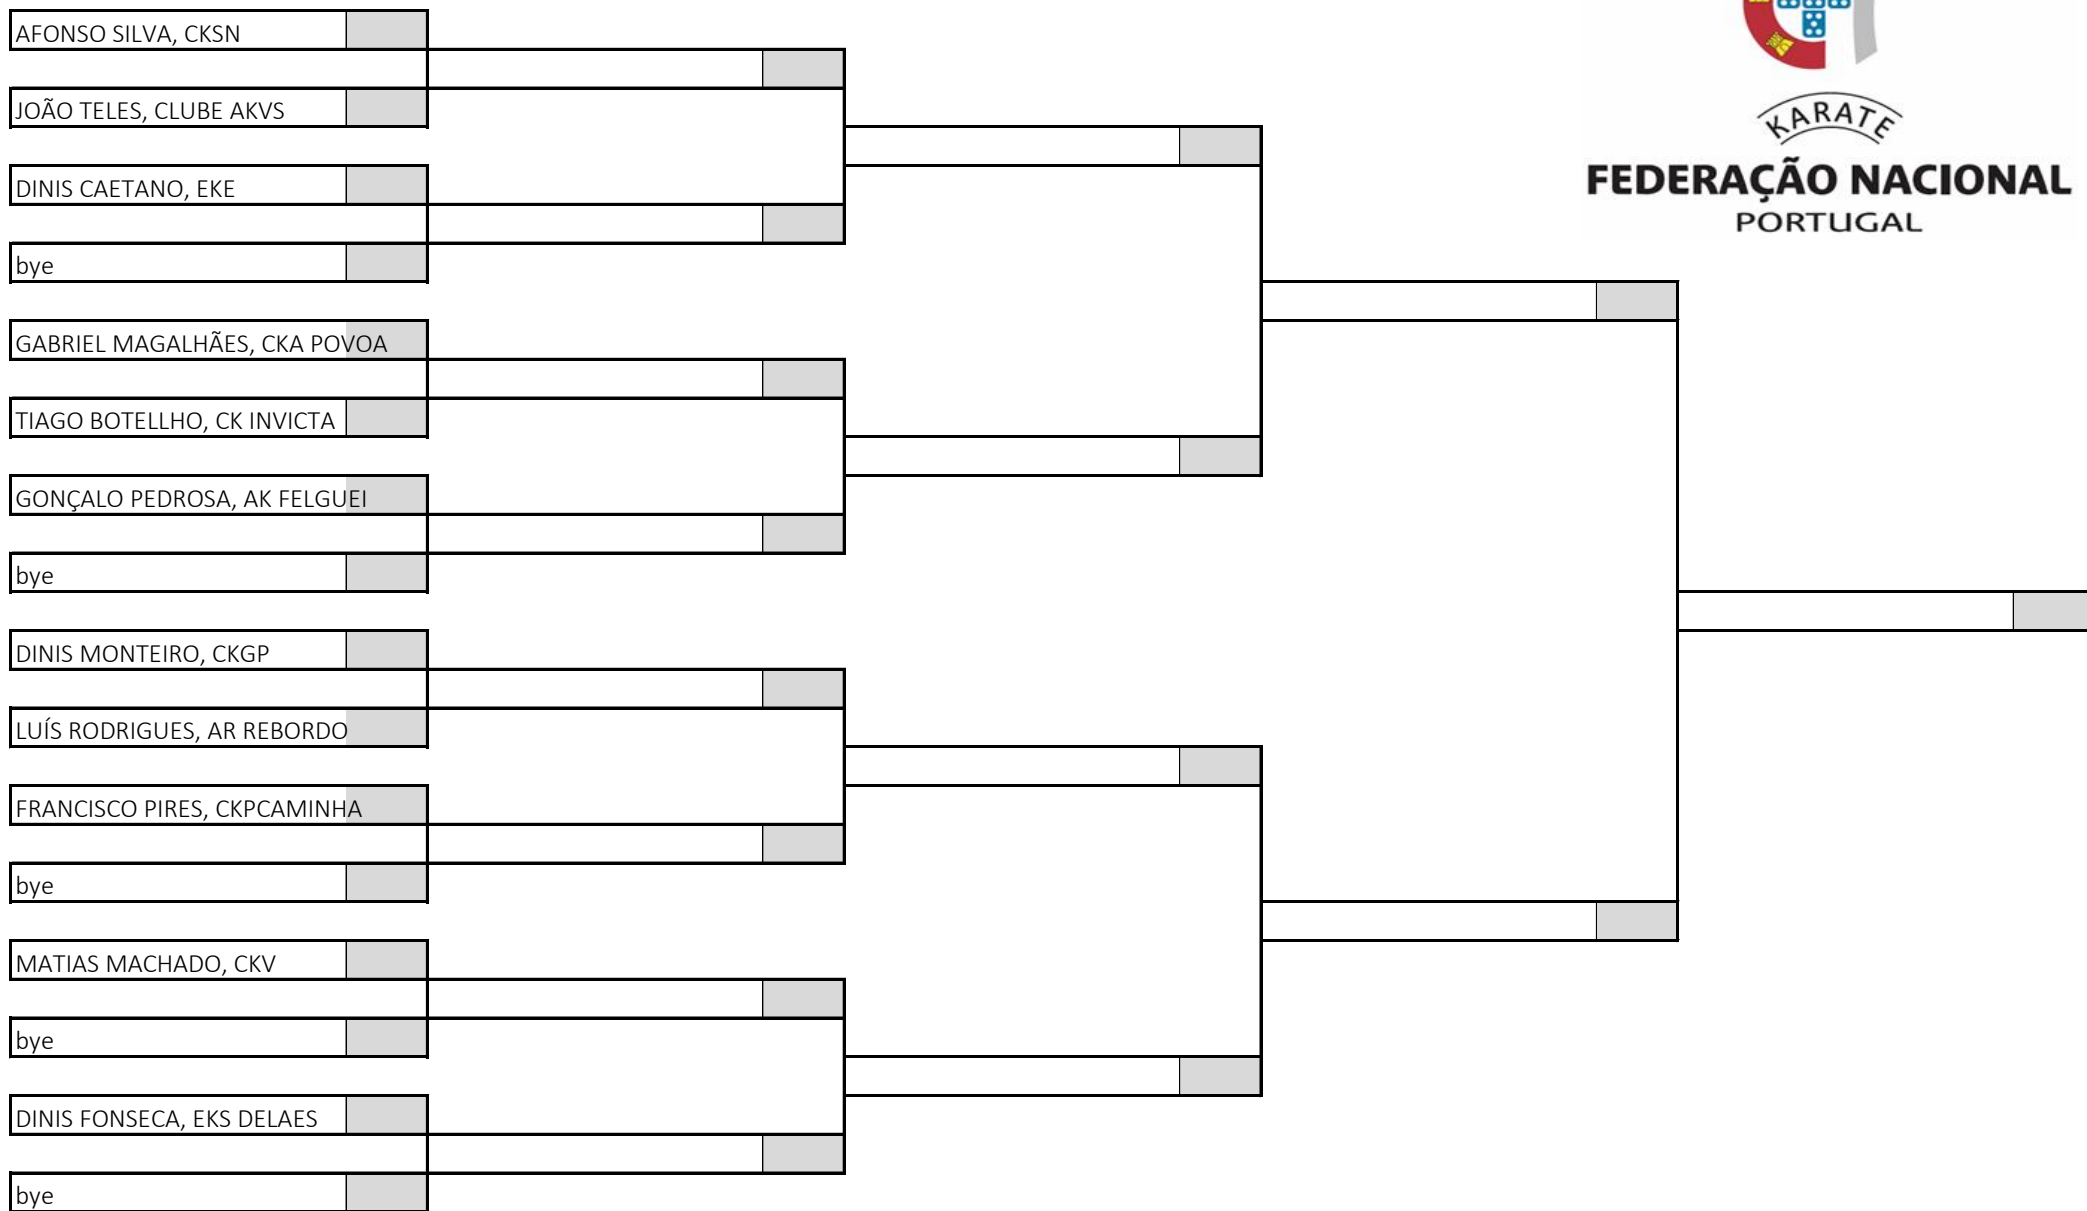 AFONSO SILVA, CKSN
JOÃO TELES, CLUBE AKVS
DINIS CAETANO, EKE
bye
GABRIEL MAGALHÃES, CKA POVOA
TIAGO BOTELLHO, CK INVICTA
GONÇALO PEDROSA, AK FELGUEI
bye
DINIS MONTEIRO, CKGP
LUÍS RODRIGUES, AR REBORDO
FRANCISCO PIRES, CKPCAMINHA
bye
MATIAS MACHADO, CKV
bye
DINIS FONSECA, EKS DELAES
bye
KARATE
FEDERAÇÃO NACIONAL
PORTUGAL